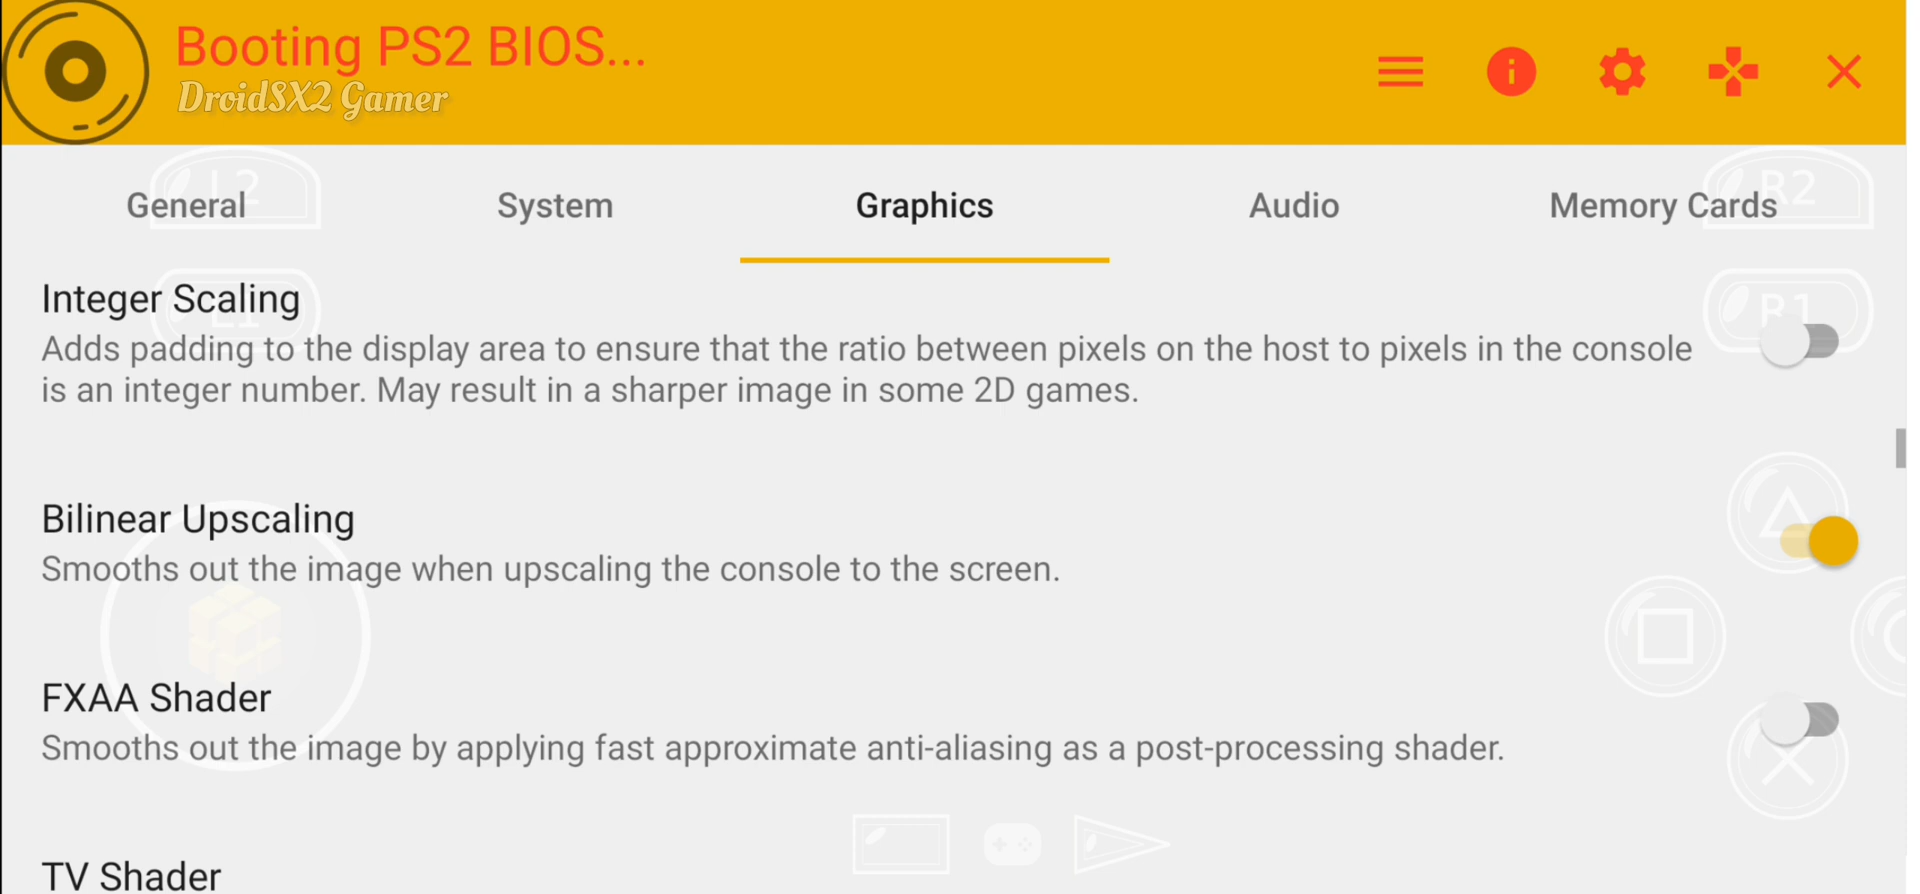 Booting PS2 BIOS...
DroidSX2 Gamer
L2
R2
General
System
Graphics
Audio
Memory Cards
Integer Scaling
L1
R1
Adds padding to the display area to ensure that the ratio between pixels on the host to pixels in the console
is an integer number. May result in a sharper image in some 2D games.
Bilinear Upscaling
Smooths out the image when upscaling the console to the screen.
FXAA Shader
Smooths out the image by applying fast approximate anti-aliasing as a post-processing shader.
TV Shader